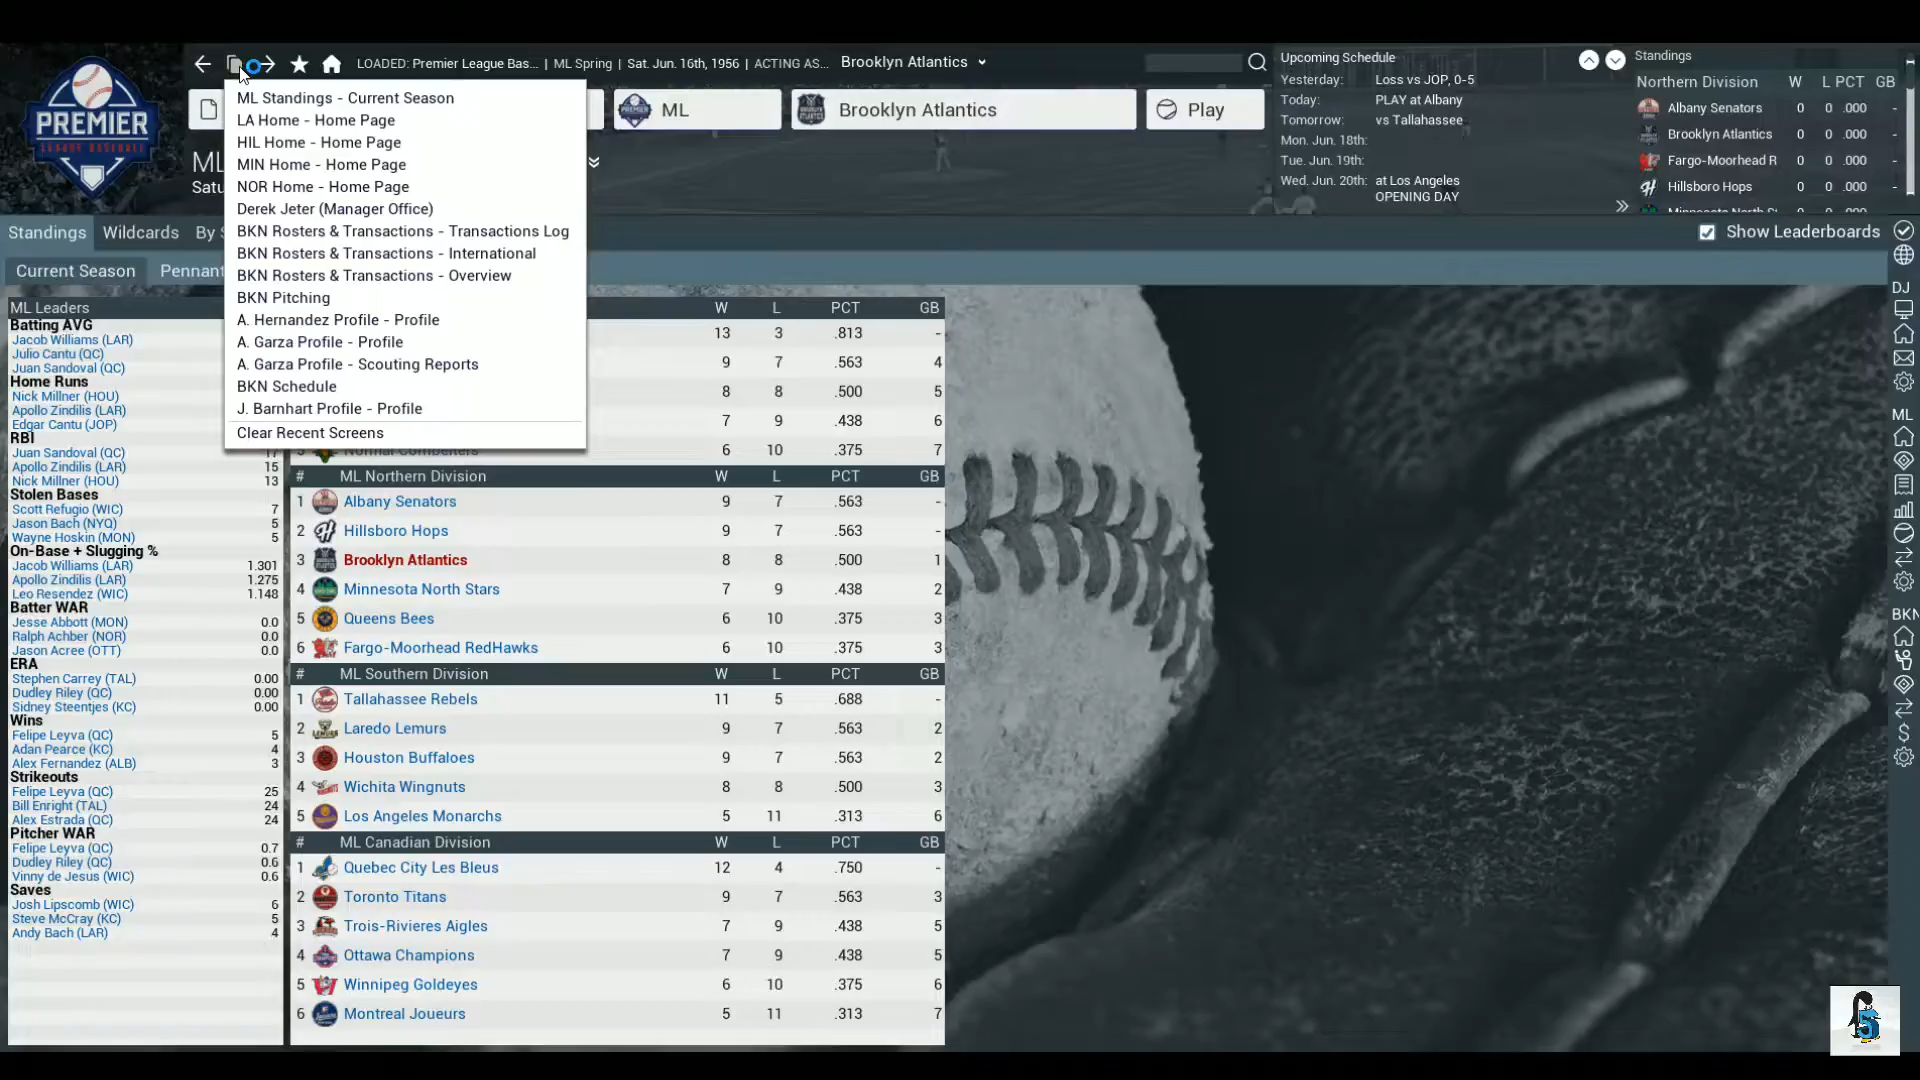 LOADED: Premier League Bas... | ML Spring | Sat. Jun. 16th, 1956 | ACTING AS... Brooklyn Atlantics
PREMIER
LEAGUE BASEBALL
ML
Brooklyn Atlantics
Play
ML
Satu
ML Standings - Current Season
LA Home - Home Page
HIL Home - Home Page
MIN Home - Home Page
NOR Home - Home Page
Derek Jeter (Manager Office)
BKN Rosters & Transactions - Transactions Log
BKN Rosters & Transactions - International
BKN Rosters & Transactions - Overview
BKN Pitching
A. Hernandez Profile - Profile
A. Garza Profile - Profile
A. Garza Profile - Scouting Reports
BKN Schedule
J. Barnhart Profile - Profile
Clear Recent Screens
Upcoming Schedule
Yesterday: Loss vs JOP, 0-5
Today: PLAY at Albany
Tomorrow: vs Tallahassee
Mon. Jun. 18th:
Tue. Jun. 19th:
Wed. Jun. 20th: at Los Angeles
OPENING DAY
Standings
Northern Division W L PCT GB
Albany Senators 0 0 .000 -
Brooklyn Atlantics 0 0 .000 -
Fargo-Moorhead R 0 0 .000 -
Hillsboro Hops 0 0 .000 -
Standings Wildcards By S
Show Leaderboards
Current Season Pennant
ML Leaders
Batting AVG
Jacob Williams (LAR)
Julio Cantu (QC)
Juan Sandoval (QC)
Home Runs
Nick Millner (HOU)
Apollo Zindilis (LAR)
Edgar Cantu (JOP)
RBI
Juan Sandoval (QC) 17
Apollo Zindilis (LAR) 15
Nick Millner (HOU) 13
Stolen Bases
Scott Refugio (WIC) 7
Jason Bach (NYQ) 5
Wayne Hoskin (MON) 5
On-Base + Slugging %
Jacob Williams (LAR) 1.301
Apollo Zindilis (LAR) 1.275
Leo Resendez (WIC) 1.148
Batter WAR
Jesse Abbott (MON) 0.0
Ralph Achber (NOR) 0.0
Jason Acree (OTT) 0.0
ERA
Stephen Carrey (TAL) 0.00
Dudley Riley (QC) 0.00
Sidney Steentjes (KC) 0.00
Wins
Felipe Leyva (QC) 5
Adan Pearce (KC) 4
Alex Fernandez (ALB) 3
Strikeouts
Felipe Leyva (QC) 25
Bill Enright (TAL) 24
Alex Estrada (QC) 24
Pitcher WAR
Felipe Leyva (QC) 0.7
Dudley Riley (QC) 0.6
Vinny de Jesus (WIC) 0.6
Saves
Josh Lipscomb (WIC) 6
Steve McCray (KC) 5
Andy Bach (LAR) 4
W L PCT GB
13 3 .813 -
9 7 .563 4
8 8 .500 5
7 9 .438 6
6 10 .375 7
# ML Northern Division W L PCT GB
1 Albany Senators 9 7 .563 -
2 Hillsboro Hops 9 7 .563 -
3 Brooklyn Atlantics 8 8 .500 1
4 Minnesota North Stars 7 9 .438 2
5 Queens Bees 6 10 .375 3
6 Fargo-Moorhead RedHawks 6 10 .375 3
# ML Southern Division W L PCT GB
1 Tallahassee Rebels 11 5 .688 -
2 Laredo Lemurs 9 7 .563 2
3 Houston Buffaloes 9 7 .563 2
4 Wichita Wingnuts 8 8 .500 3
5 Los Angeles Monarchs 5 11 .313 6
# ML Canadian Division W L PCT GB
1 Quebec City Les Bleus 12 4 .750 -
2 Toronto Titans 9 7 .563 3
3 Trois-Rivieres Aigles 7 9 .438 5
4 Ottawa Champions 7 9 .438 5
5 Winnipeg Goldeyes 6 10 .375 6
6 Montreal Joueurs 5 11 .313 7
DJ
ML
BKN